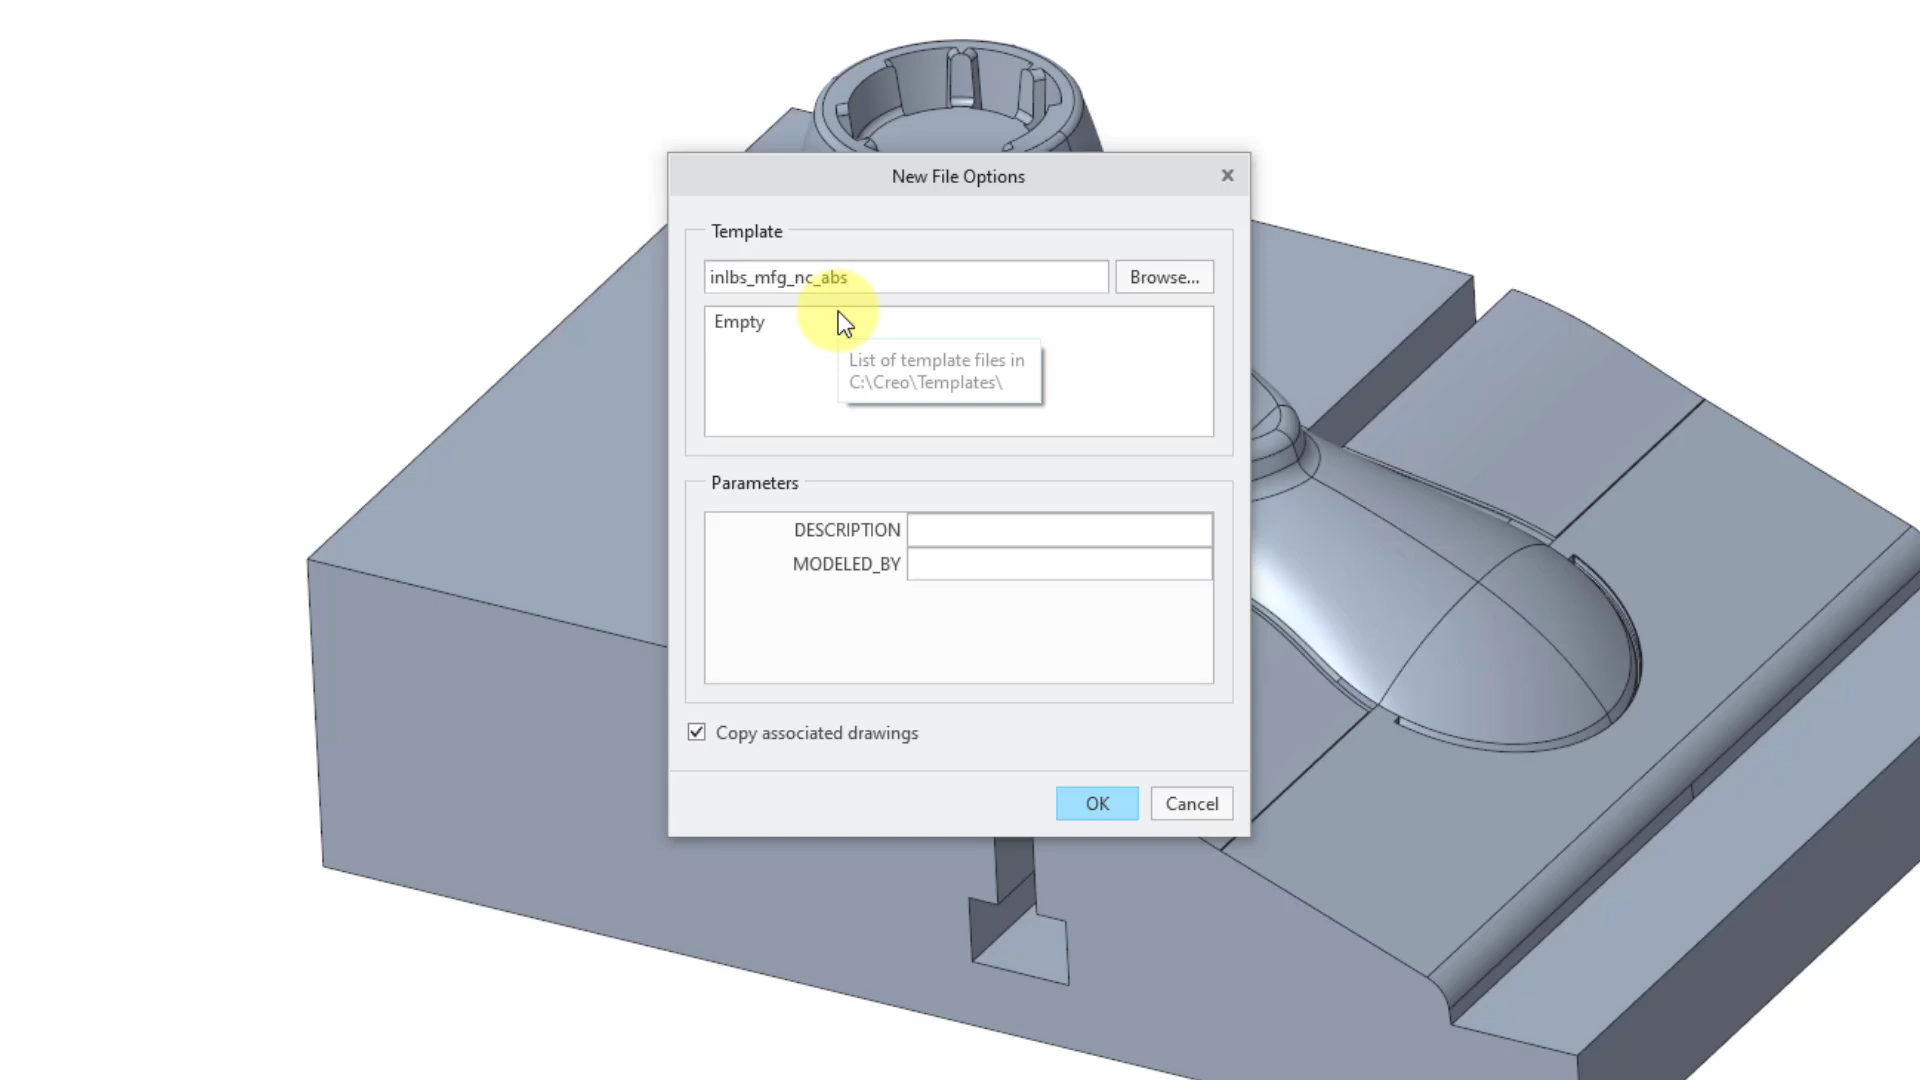 New File Options
Template
inlbs_mfg_nc_abs
Browse...
Empty
List of template files in
C:\Creo\Templates\
Parameters
DESCRIPTION
MODELED_BY
Copy associated drawings
OK
Cancel